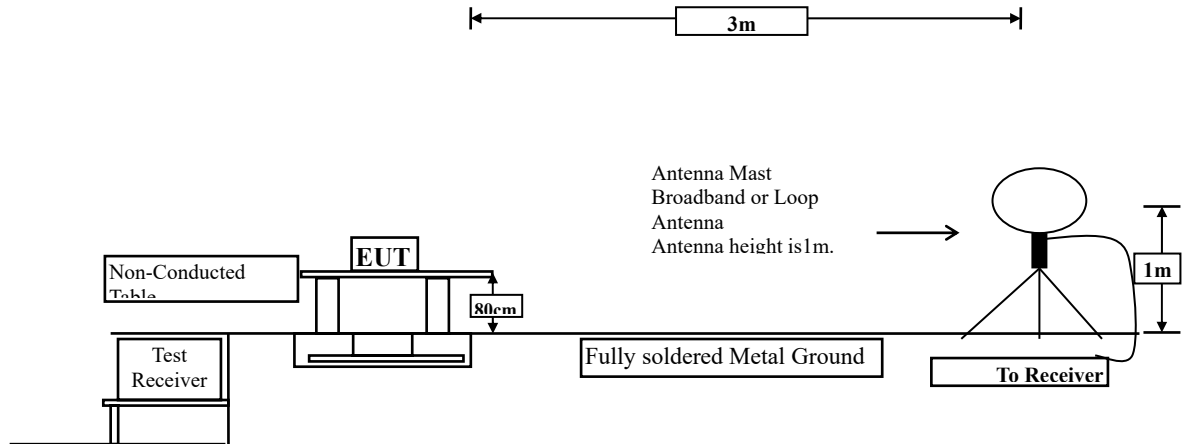 3m
Antenna Mast
Broadband or Loop
Antenna
Antenna height is1m.
EUT
Non-Conducted
Table
80cm
1m
Test
Receiver
Fully soldered Metal Ground
To Receiver